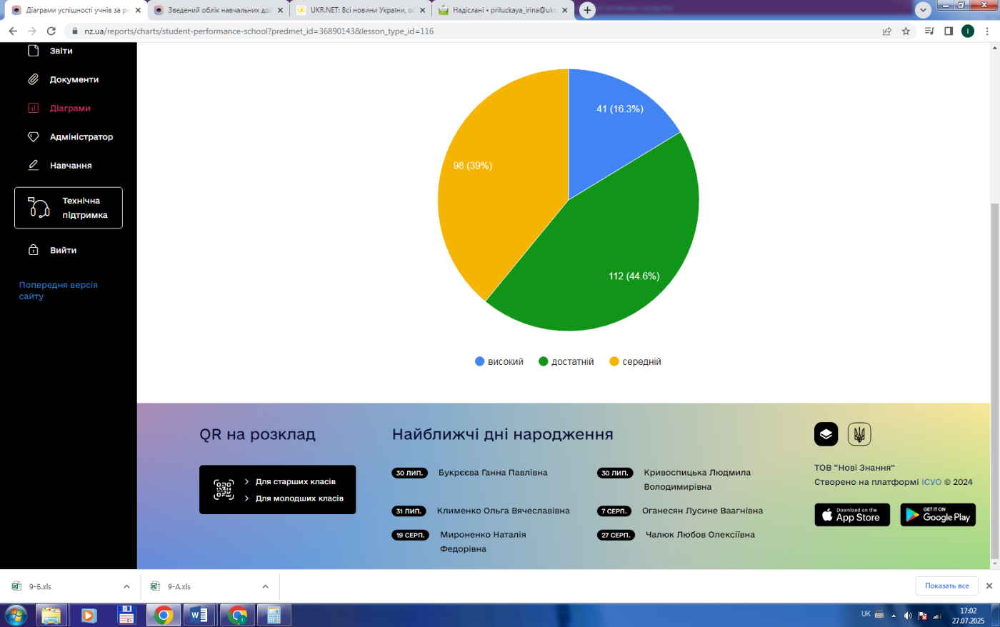 Діаграми успішності учнів за рі
Зведений облік навчальних дос
UKR.NET: Всі новини України, ос
Надіслані • priluckaya_irina@ukr
nz.ua/reports/charts/student-performance-school?predmet_id=36890143&lesson_type_id=116
I
Звіти
Документи
Діаграми
Адміністратор
Навчання
Технічна
підтримка
Вийти
Попередня версія
сайту
41 (16.3%)
98 (39%)
112 (44.6%)
високий
достатній
середній
QR на розклад
Для старших класів
Для молодших класів
Найближчі дні народження
30 ЛИП. Букрєєва Ганна Павлівна
30 ЛИП. Кривоспицька Людмила
Володимирівна
31 ЛИП. Клименко Ольга Вячеславівна
7 СЕРП. Оганесян Лусине Ваагнівна
19 СЕРП. Мироненко Наталія
Федорівна
27 СЕРП. Чалюк Любов Олексіївна
ТОВ "Нові Знання"
Створено на платформі ІСУО © 2024
Download on the
App Store
GET IT ON
Google Play
9-Б.xls
9-А.xls
Показать все
UK
17:02
27.07.2025